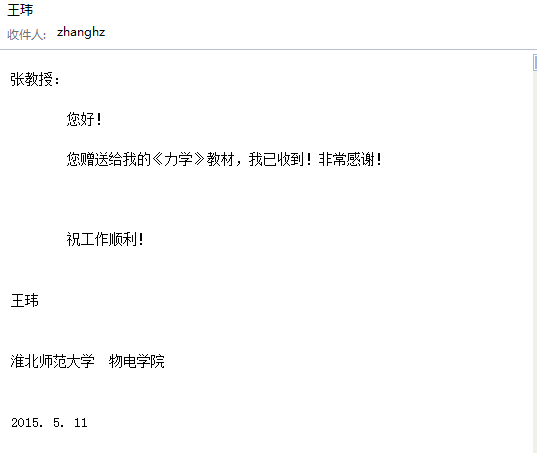 王玮
收件人： zhanghz
张教授：
您好！
您赠送给我的《力学》教材，我已收到！非常感谢！
祝工作顺利！
王玮
淮北师范大学 物电学院
2015. 5. 11